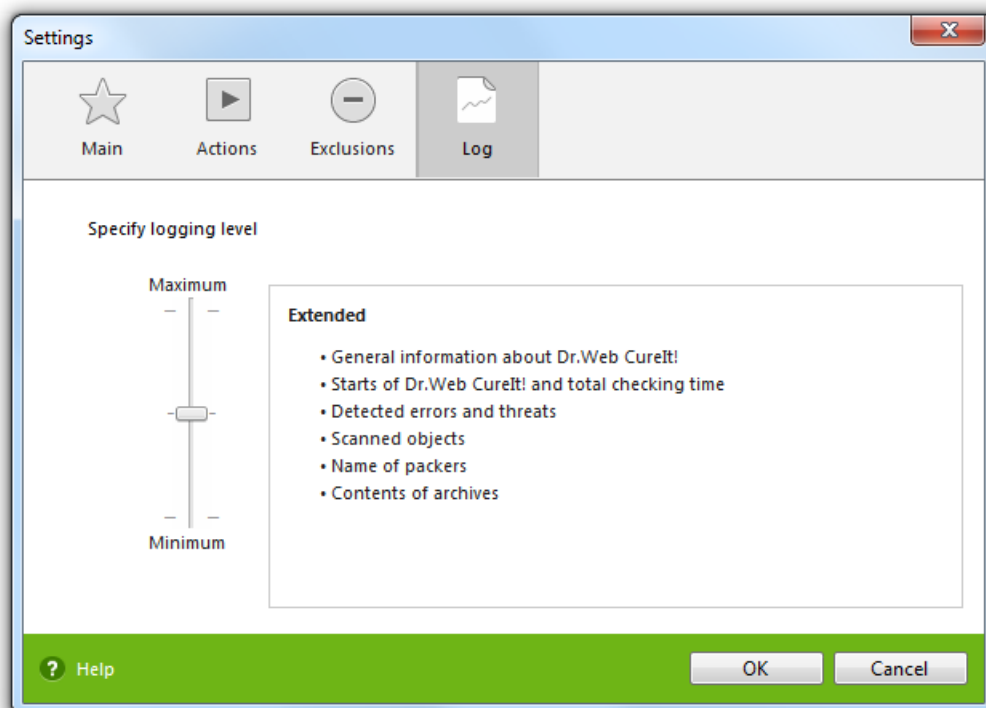 Settings
Main
Actions
Exclusions
Log
Specify logging level
Maximum
Minimum
Extended
• General information about Dr.Web CureIt!
• Starts of Dr.Web CureIt! and total checking time
• Detected errors and threats
• Scanned objects
• Name of packers
• Contents of archives
? Help
OK
Cancel